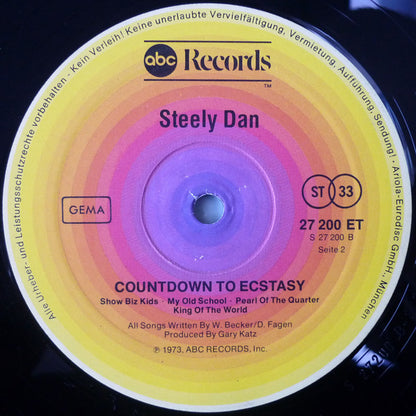 Alle Urheber- und Leistungsschutzrechte vorbehalten · Kein Verleih! Keine unerlaubte Vervielfältigung, Vermietung, Aufführung, Sendung! · Ariola-Eurodisc GmbH., München
abc Records
™
Steely Dan
GEMA
ST 33
27 200 ET
S 27 200 B
Seite 2
COUNTDOWN TO ECSTASY
Show Biz Kids · My Old School · Pearl Of The Quarter
King Of The World
All Songs Written By W. Becker/D. Fagen
Produced By Gary Katz
℗ 1973, ABC RECORDS, Inc.